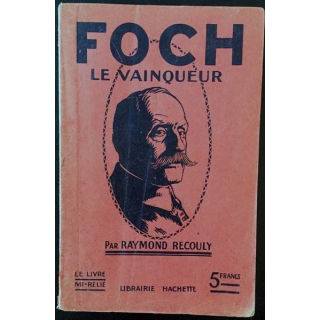 FOCH
LE VAINQUEUR
PAR RAYMOND RECOULY
LE LIVRE
MI-RELIÉ
LIBRAIRIE HACHETTE
5 FRANCS